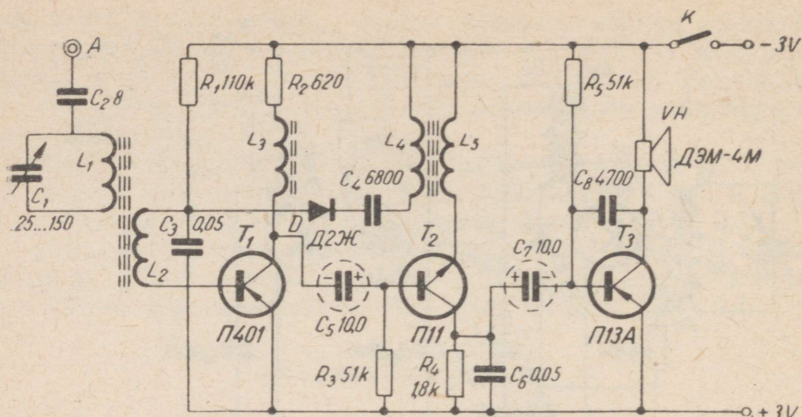 A
K
-3V
C₂ 8
R₁ 110k
R₂ 620
R₅ 51k
VH
L₁
L₃
L₄
L₅
C₄ 6800
C₈ 4700
ДЭМ-4М
C₁
25...150
C₃ 0,05
T₁
D
Д2Ж
T₂
C₇ 10,0
T₃
L₂
- +
+ -
П401
C₅ 10,0
П11
П13А
R₃ 51k
R₄
1,8k
C₆ 0,05
+3V